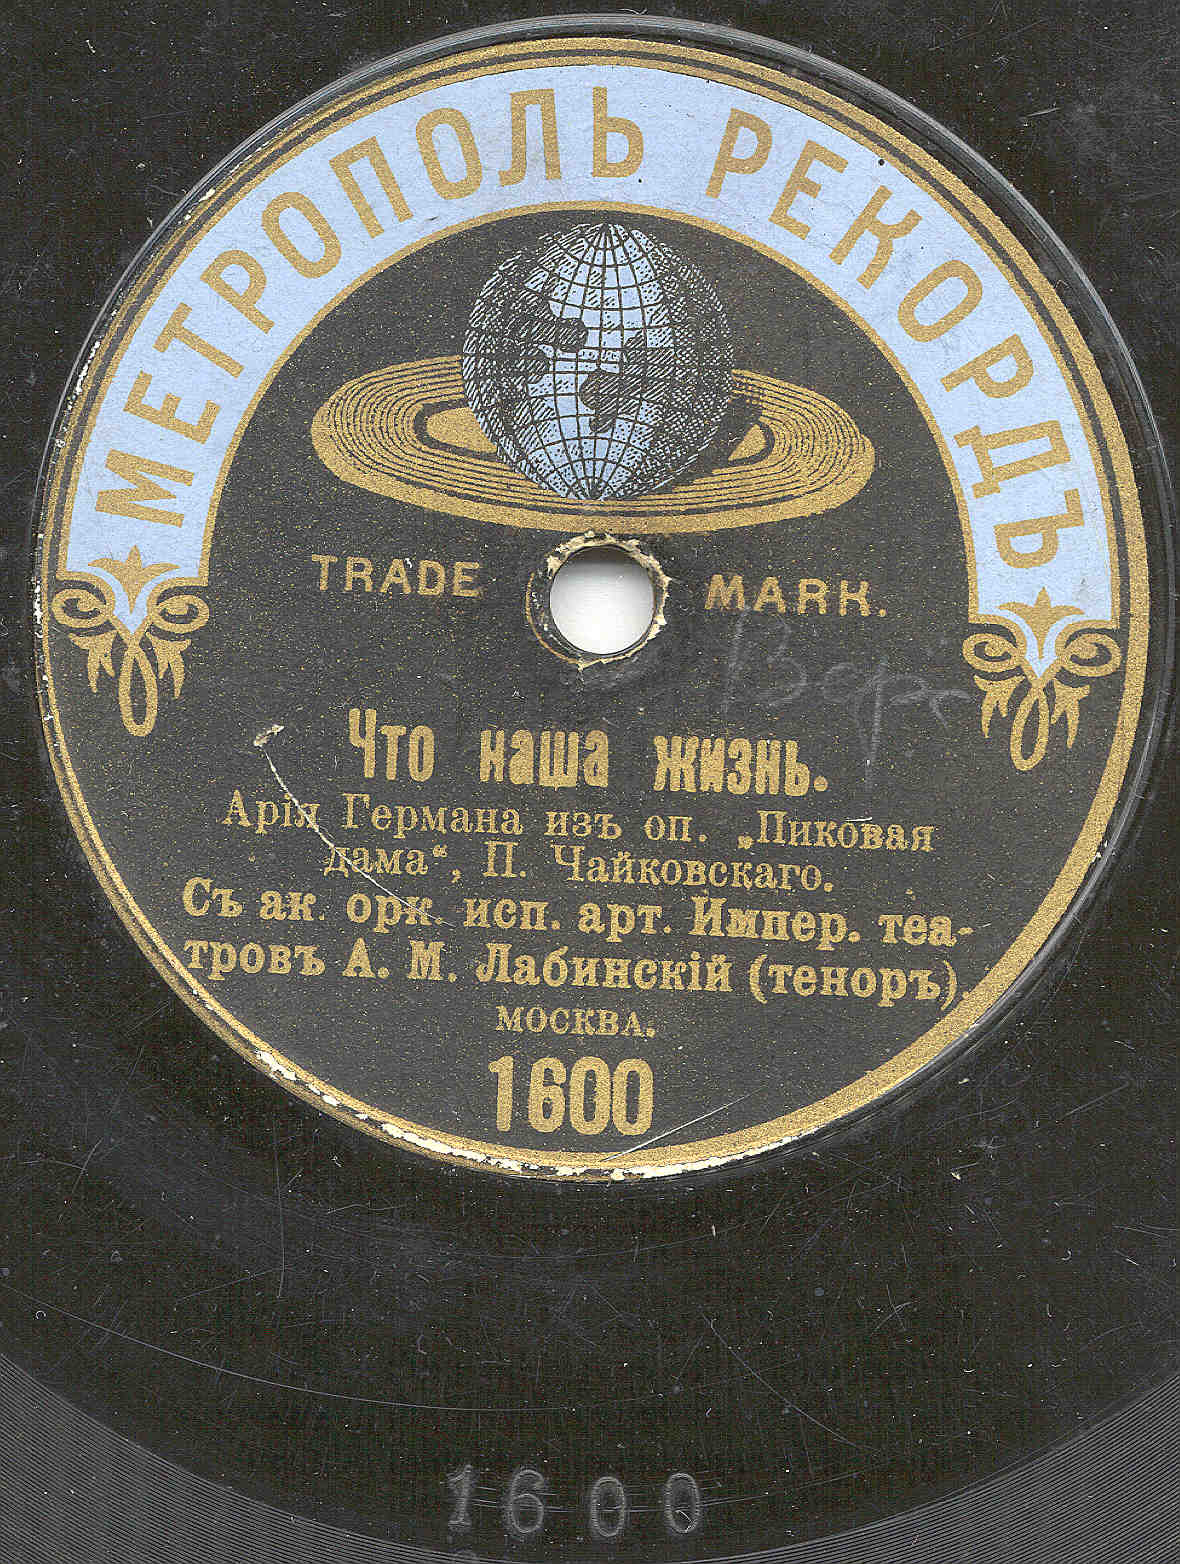 МЕТРОПОЛЬ РЕКОРДЪ
TRADE MARK.
Что наша жизнь.
Арія Германа изъ оп. „Пиковая
дама“, П. Чайковскаго.
Съ ак. орк. исп. арт. Импер. теа-
тровъ А. М. Лабинскій (теноръ).
МОСКВА.
1600
1600